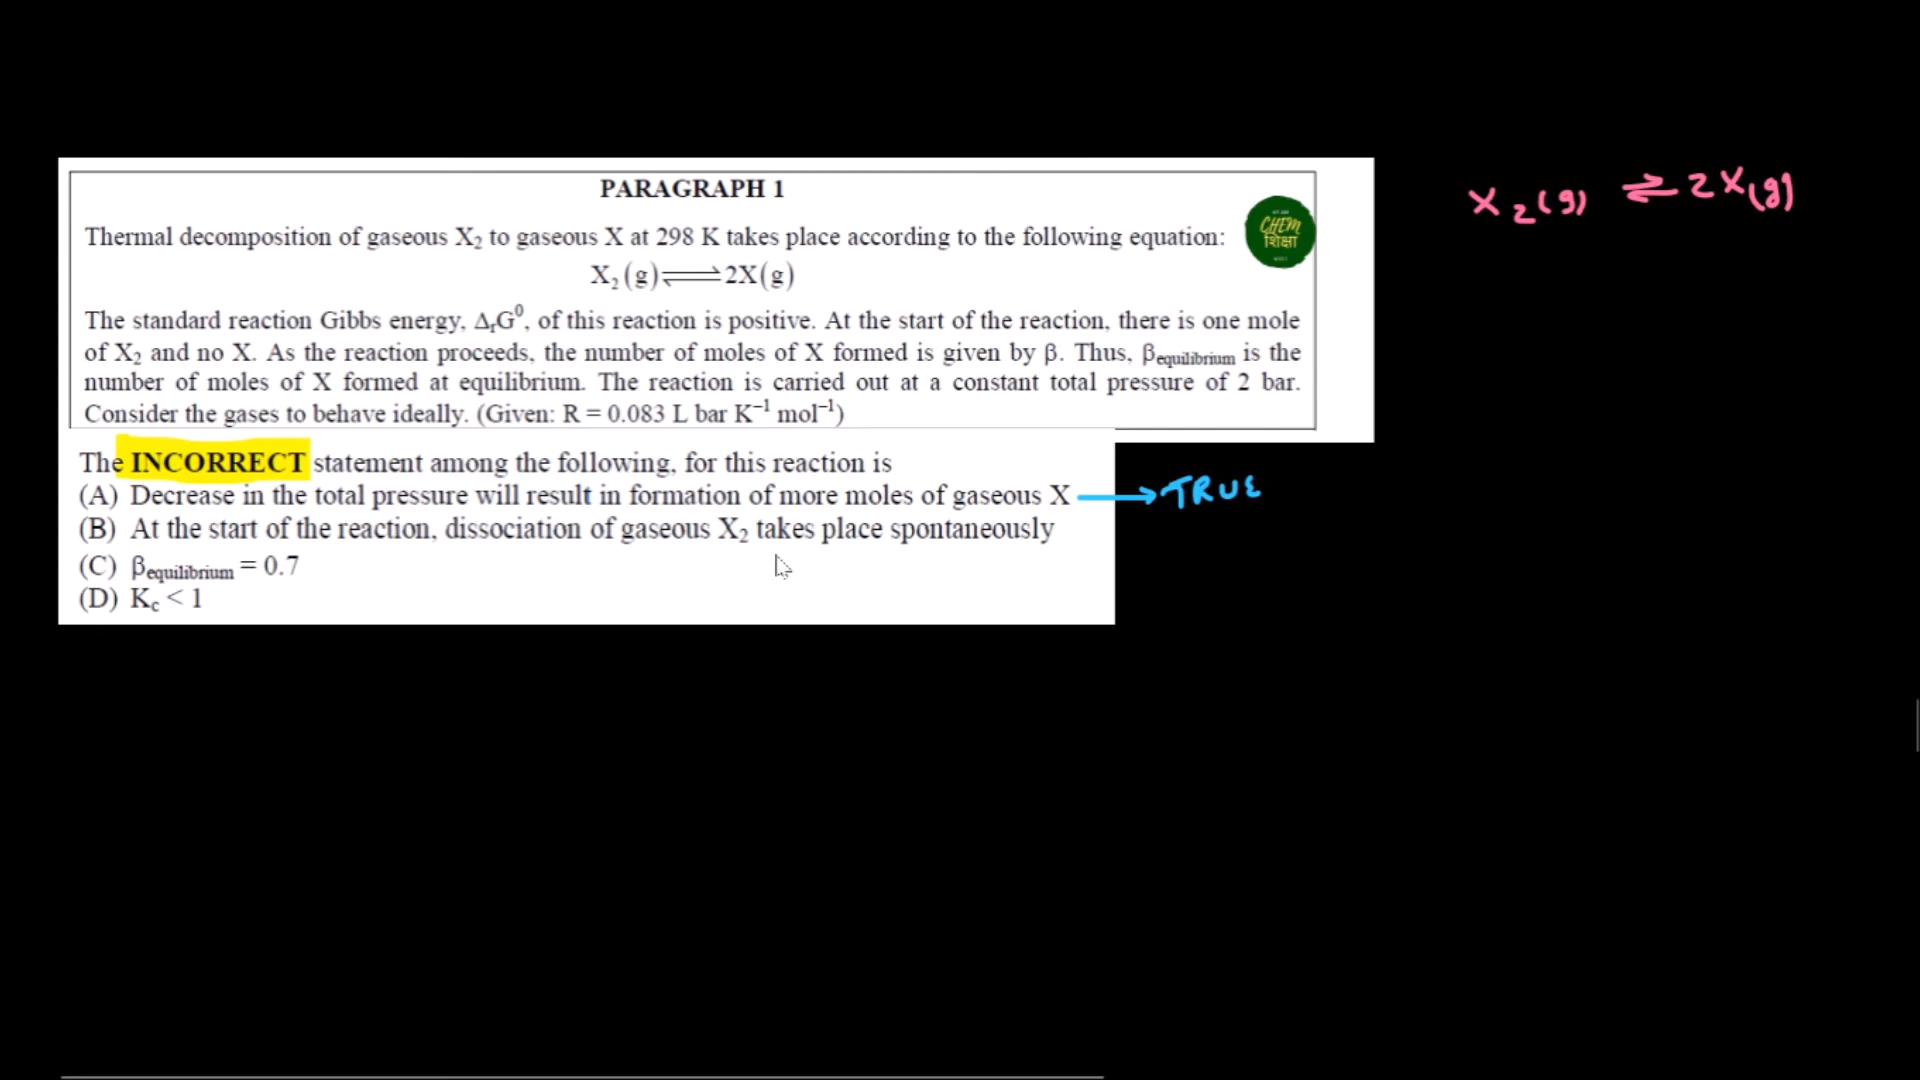 PARAGRAPH 1
Thermal decomposition of gaseous X₂ to gaseous X at 298 K takes place according to the following equation:
X₂(g)⇌2X(g)
The standard reaction Gibbs energy, ΔᵣG⁰, of this reaction is positive. At the start of the reaction, there is one mole
of X₂ and no X. As the reaction proceeds, the number of moles of X formed is given by β. Thus, βequilibrium is the
number of moles of X formed at equilibrium. The reaction is carried out at a constant total pressure of 2 bar.
Consider the gases to behave ideally. (Given: R = 0.083 L bar K⁻¹ mol⁻¹)
CHEM
शिक्षा
X₂(g) ⇌ 2X(g)
The INCORRECT statement among the following, for this reaction is
(A) Decrease in the total pressure will result in formation of more moles of gaseous X → TRUE
(B) At the start of the reaction, dissociation of gaseous X₂ takes place spontaneously
(C) βequilibrium = 0.7
(D) K꜀ < 1